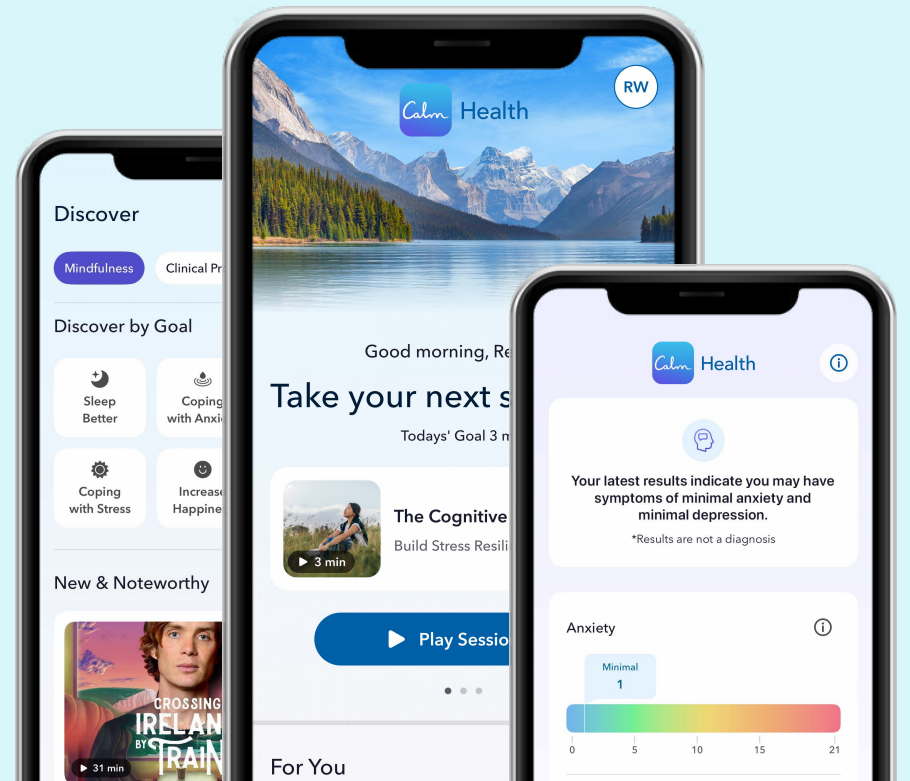 Discover
Mindfulness
Clinical Pr
Discover by Goal
Sleep
Better
Coping
with Anxi
Coping
with Stress
Increase
Happine
New & Noteworthy
CROSSING
IRELAN
BY TRAIN
31 min
Calm Health
RW
Good morning, Re
Take your next s
Todays' Goal 3 m
3 min
The Cognitive
Build Stress Resili
Play Sessio
For You
Calm Health
Your latest results indicate you may have
symptoms of minimal anxiety and
minimal depression.
*Results are not a diagnosis
Anxiety
Minimal
1
0 5 10 15 21